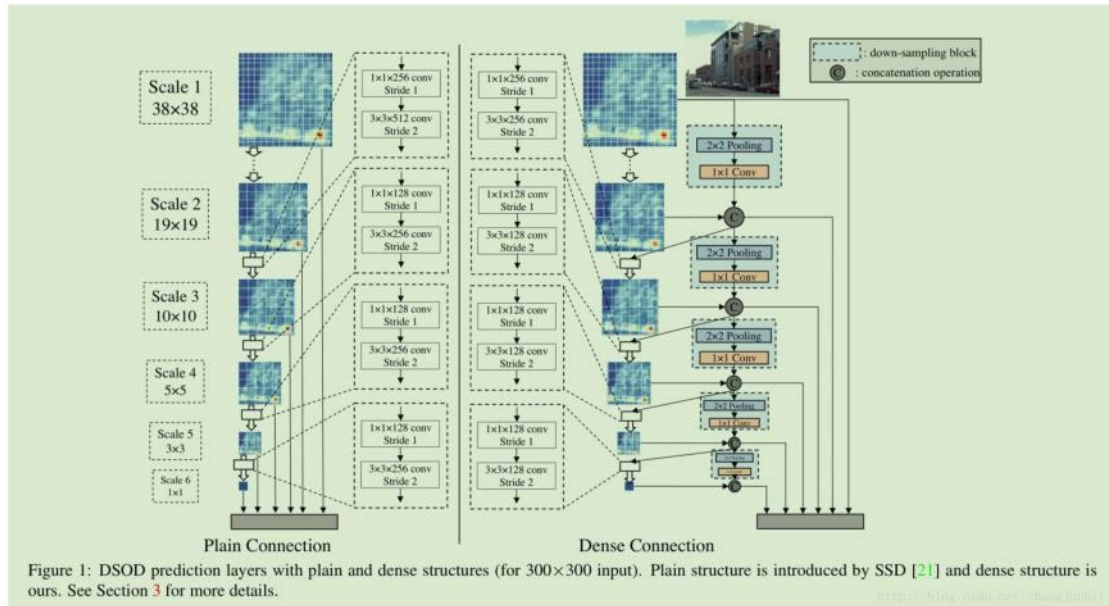 Scale 1
38×38
Scale 2
19×19
Scale 3
10×10
Scale 4
5×5
Scale 5
3×3
Scale 6
1×1
1×1×256 conv
Stride 1
3×3×512 conv
Stride 2
1×1×128 conv
Stride 1
3×3×256 conv
Stride 2
1×1×128 conv
Stride 1
3×3×256 conv
Stride 2
1×1×128 conv
Stride 1
3×3×256 conv
Stride 2
Plain Connection
1×1×256 conv
Stride 1
3×3×256 conv
Stride 2
1×1×128 conv
Stride 1
3×3×128 conv
Stride 2
1×1×128 conv
Stride 1
3×3×128 conv
Stride 2
1×1×128 conv
Stride 1
3×3×128 conv
Stride 2
: down-sampling block
C : concatenation operation
2×2 Pooling
1×1 Conv
C
2×2 Pooling
1×1 Conv
C
2×2 Pooling
1×1 Conv
C
2×2 Pooling
1×1 Conv
C
C
Dense Connection
Figure 1: DSOD prediction layers with plain and dense structures (for 300×300 input). Plain structure is introduced by SSD [21] and dense structure is
ours. See Section 3 for more details.